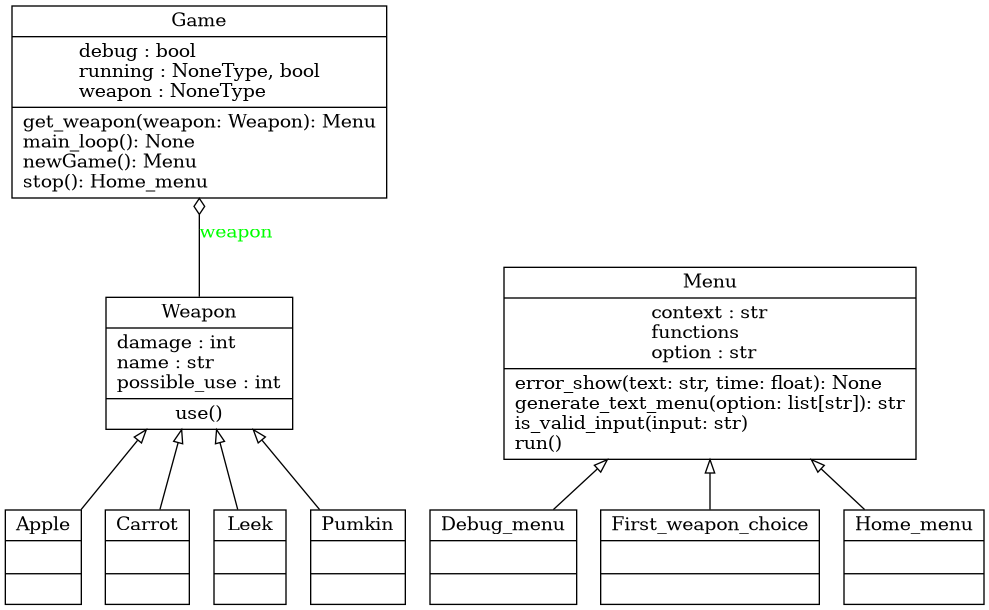 Game
debug : bool
running : NoneType, bool
weapon : NoneType
get_weapon(weapon: Weapon): Menu
main_loop(): None
newGame(): Menu
stop(): Home_menu
weapon
Weapon
damage : int
name : str
possible_use : int
use()
Menu
context : str
functions
option : str
error_show(text: str, time: float): None
generate_text_menu(option: list[str]): str
is_valid_input(input: str)
run()
Apple
Carrot
Leek
Pumkin
Debug_menu
First_weapon_choice
Home_menu